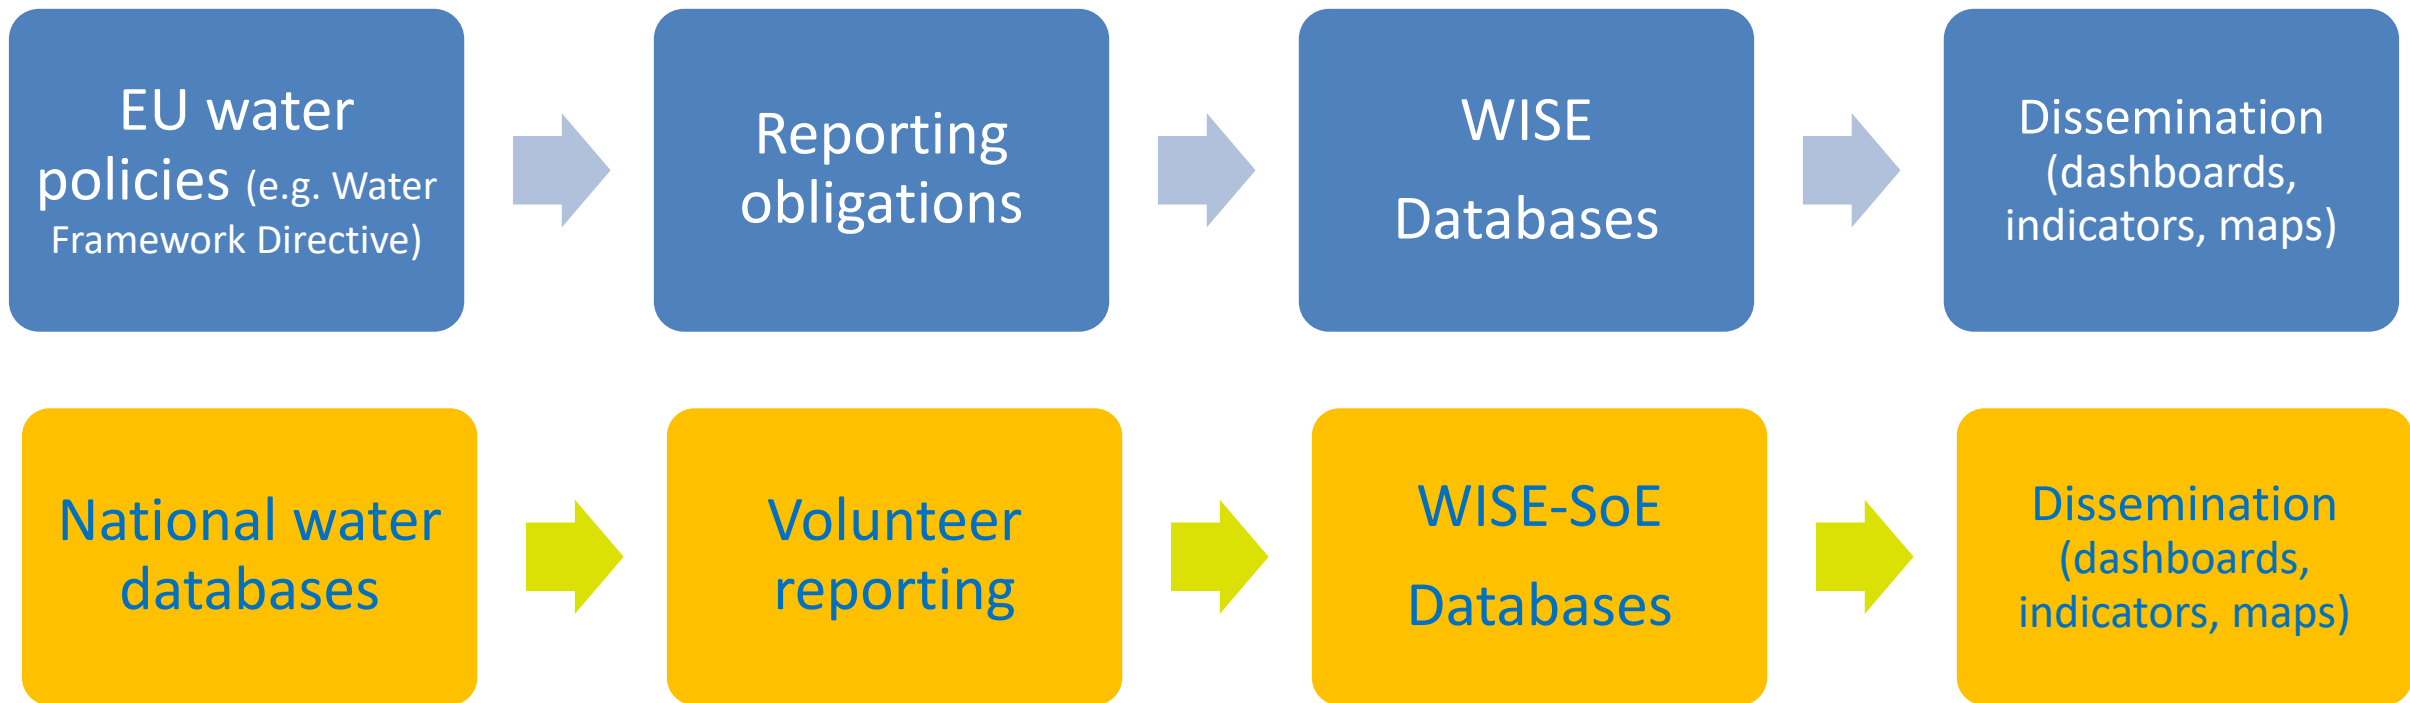 EU water
policies (e.g. Water
Framework Directive)
Reporting
obligations
WISE
Databases
Dissemination
(dashboards,
indicators, maps)
National water
databases
Volunteer
reporting
WISE-SoE
Databases
Dissemination
(dashboards,
indicators, maps)